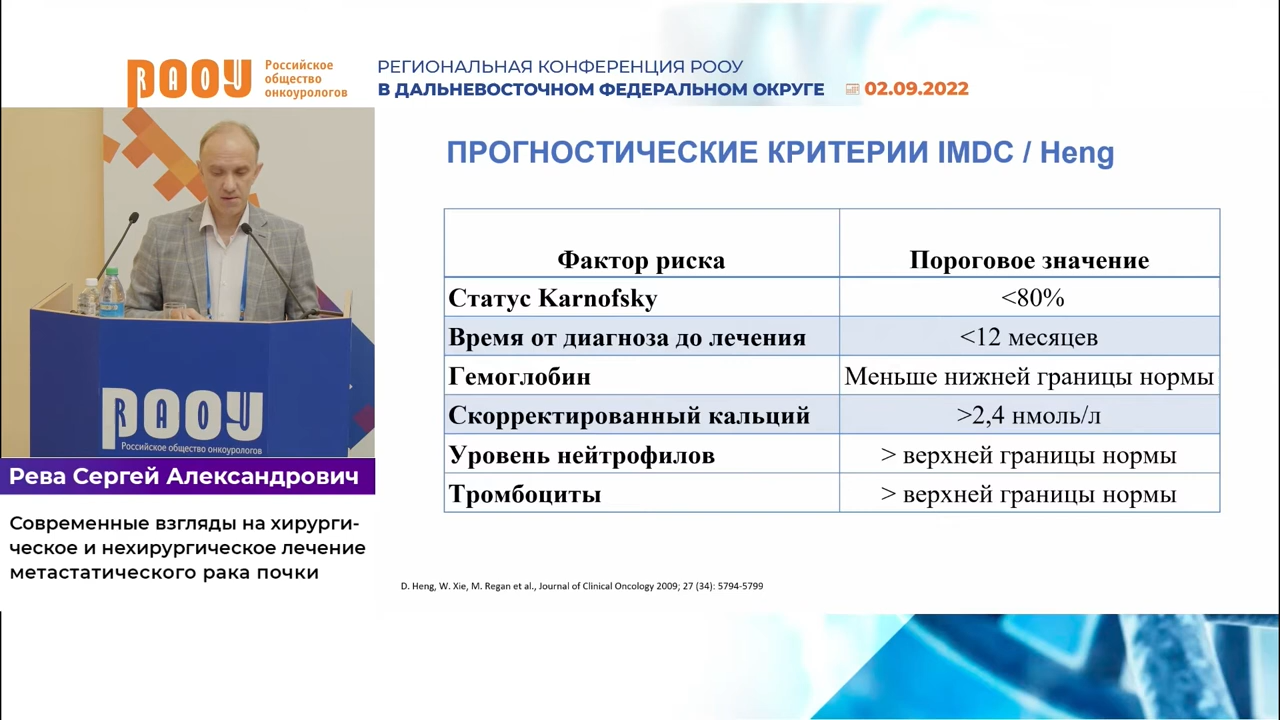 РООУ
Российское
общество
онкоурологов
РЕГИОНАЛЬНАЯ КОНФЕРЕНЦИЯ РООУ
В ДАЛЬНЕВОСТОЧНОМ ФЕДЕРАЛЬНОМ ОКРУГЕ 02.09.2022
РООУ
Российское общество онкоурологов
Рева Сергей Александрович
Современные взгляды на хирурги-
ческое и нехирургическое лечение
метастатического рака почки
ПРОГНОСТИЧЕСКИЕ КРИТЕРИИ IMDC / Heng
Фактор риска Пороговое значение
Статус Karnofsky <80%
Время от диагноза до лечения <12 месяцев
Гемоглобин Меньше нижней границы нормы
Скорректированный кальций >2,4 нмоль/л
Уровень нейтрофилов > верхней границы нормы
Тромбоциты > верхней границы нормы
D. Heng, W. Xie, M. Regan et al., Journal of Clinical Oncology 2009; 27 (34): 5794-5799